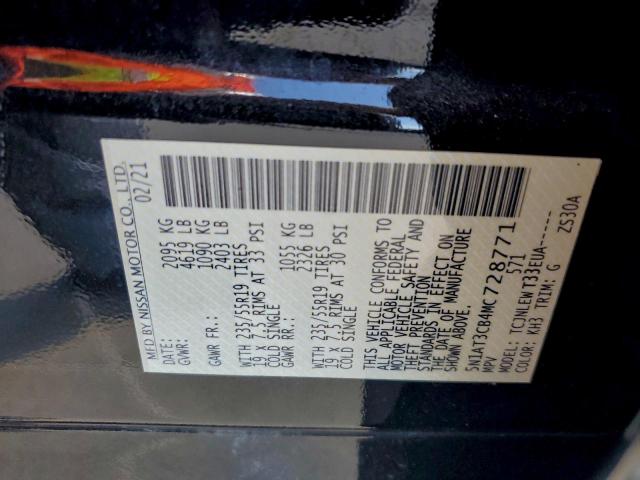 MFD BY NISSAN MOTOR CO., LTD.
DATE: 02/21
GVWR: 2095 KG
4619 LB
GAWR FR.: 1090 KG
2403 LB
WITH 235/55R19 TIRES
19 X 7.5 RIMS AT 33 PSI
COLD SINGLE
GAWR RR.: 1055 KG
2326 LB
WITH 235/55R19 TIRES
19 X 7.5 RIMS AT 30 PSI
COLD SINGLE
THIS VEHICLE CONFORMS TO
ALL APPLICABLE FEDERAL
MOTOR VEHICLE SAFETY AND
THEFT PREVENTION
STANDARDS IN EFFECT ON
THE DATE OF MANUFACTURE
SHOWN ABOVE.
5N1AT3CB4MC728771
MPV 571
MODEL: TCJNLEWT33EUA------
COLOR: KH3 TRIM: G ZS30A